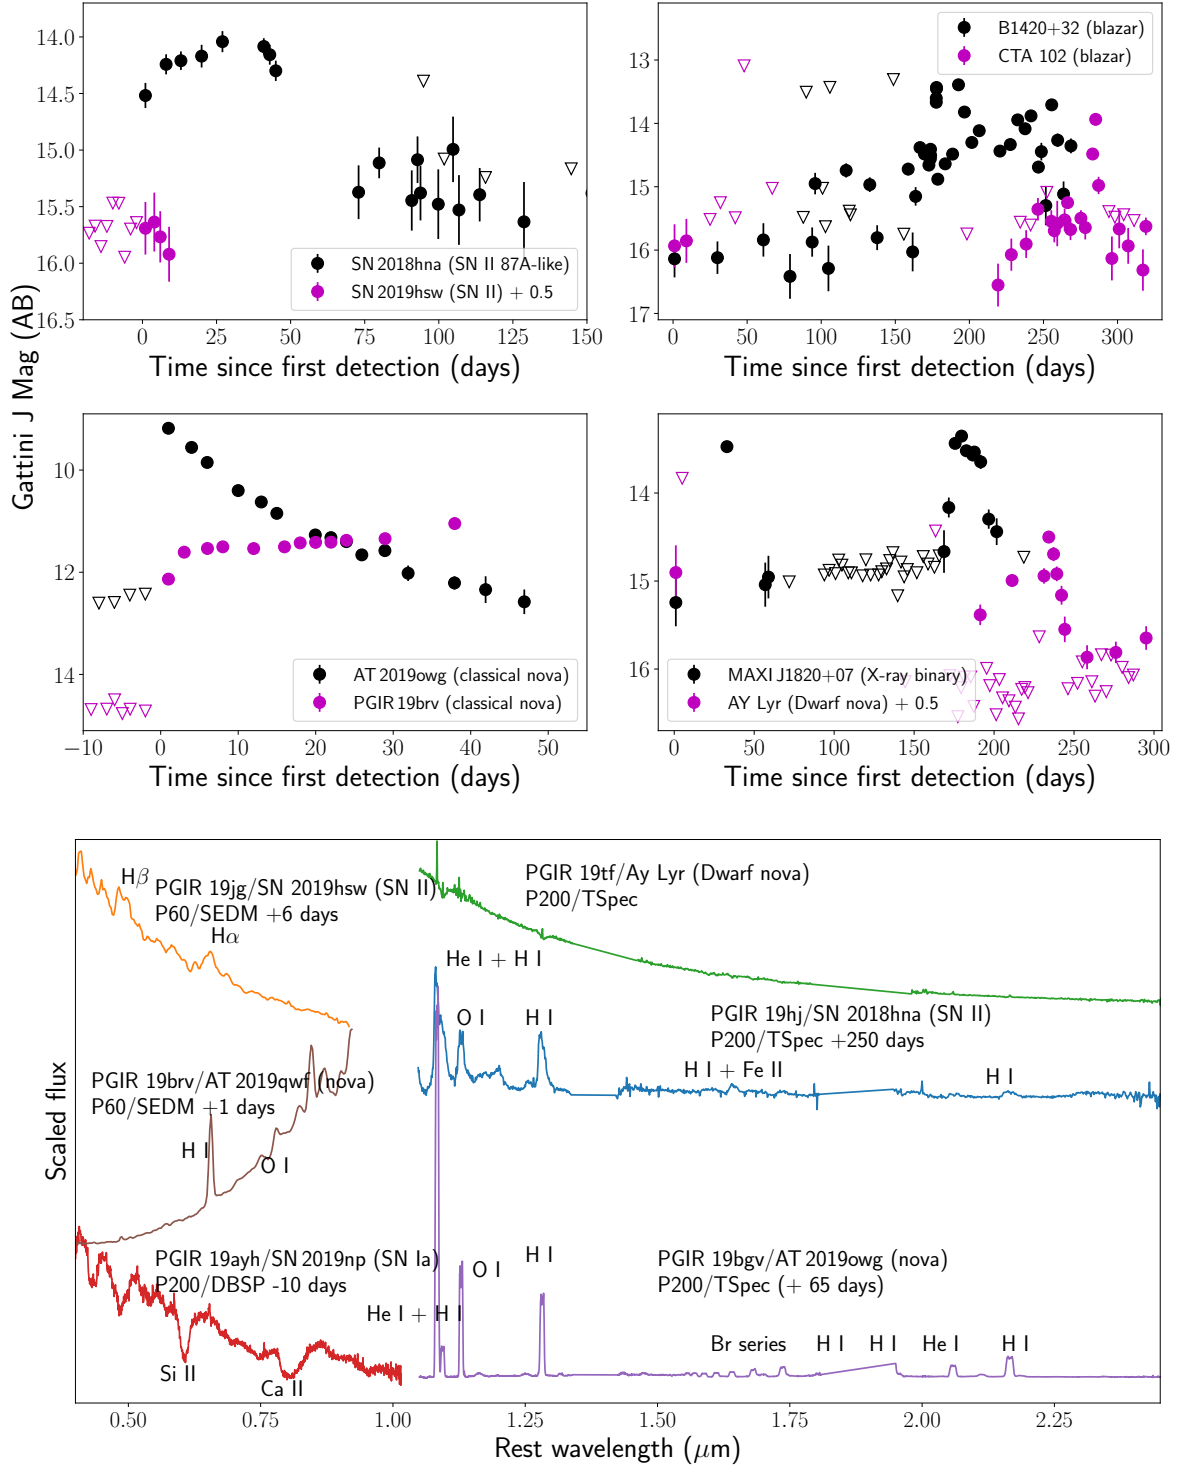 Gattini J Mag (AB)
14.0
14.5
15.0
15.5
16.0
16.5
SN 2018hna (SN II 87A-like)
SN 2019hsw (SN II) + 0.5
0 25 50 75 100 125 150
Time since first detection (days)
13
14
15
16
17
B1420+32 (blazar)
CTA 102 (blazar)
0 50 100 150 200 250 300
Time since first detection (days)
10
12
14
AT 2019owg (classical nova)
PGIR 19brv (classical nova)
−10 0 10 20 30 40 50
Time since first detection (days)
14
15
16
MAXI J1820+07 (X-ray binary)
AY Lyr (Dwarf nova) + 0.5
0 50 100 150 200 250 300
Time since first detection (days)
Scaled flux
Hβ
PGIR 19jg/SN 2019hsw (SN II)
P60/SEDM +6 days
Hα
PGIR 19tf/Ay Lyr (Dwarf nova)
P200/TSpec
He I + H I
O I
H I
PGIR 19hj/SN 2018hna (SN II)
P200/TSpec +250 days
H I + Fe II
H I
PGIR 19brv/AT 2019qwf (nova)
P60/SEDM +1 days
H I
O I
PGIR 19ayh/SN 2019np (SN Ia)
P200/DBSP -10 days
Si II
Ca II
He I + H I
O I
H I
PGIR 19bgv/AT 2019owg (nova)
P200/TSpec (+ 65 days)
Br series
H I
H I
He I
H I
0.50 0.75 1.00 1.25 1.50 1.75 2.00 2.25
Rest wavelength (μm)